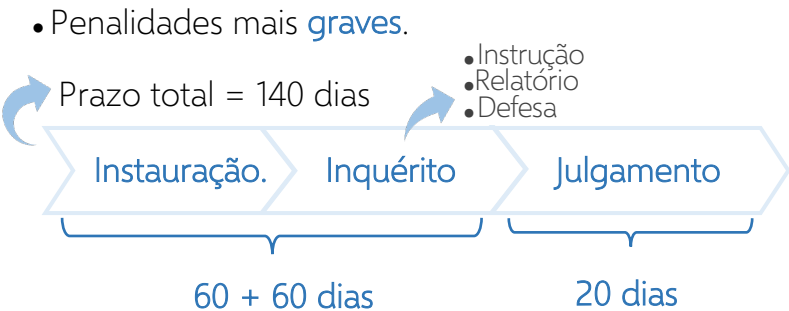 • Penalidades mais graves.
• Instrução
• Relatório
• Defesa
Prazo total = 140 dias
Instauração.
Inquérito
Julgamento
60 + 60 dias
20 dias